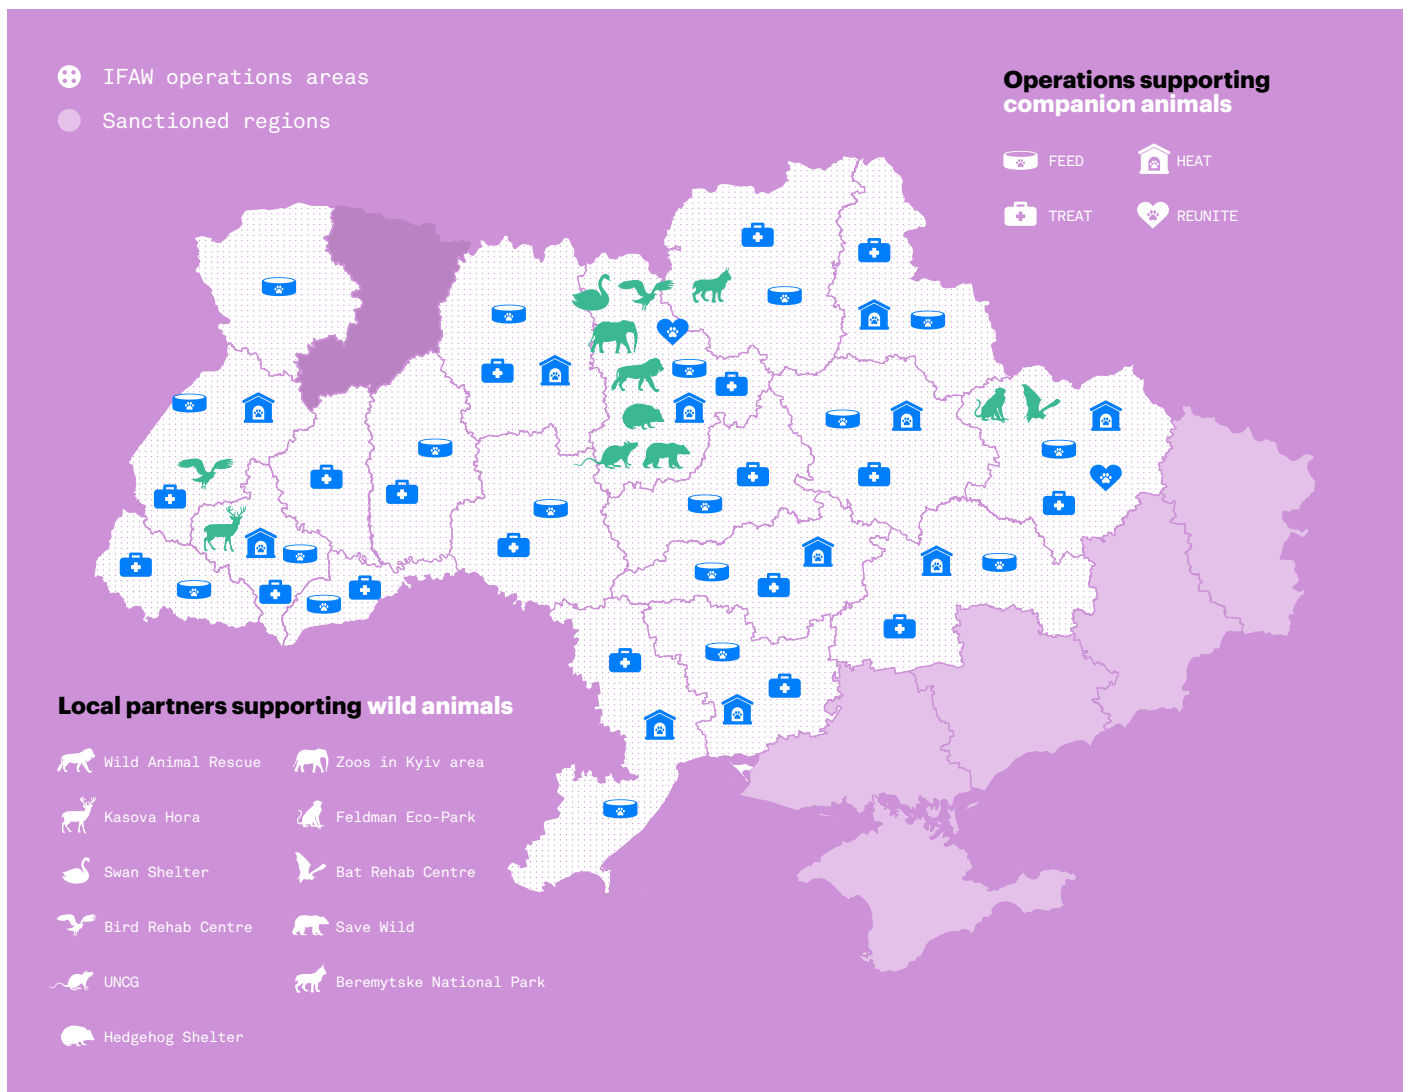 IFAW operations areas
Sanctioned regions
Operations supporting
companion animals
FEED
HEAT
TREAT
REUNITE
Local partners supporting wild animals
Wild Animal Rescue
Zoos in Kyiv area
Kasova Hora
Feldman Eco-Park
Swan Shelter
Bat Rehab Centre
Bird Rehab Centre
Save Wild
UNCG
Beremytske National Park
Hedgehog Shelter